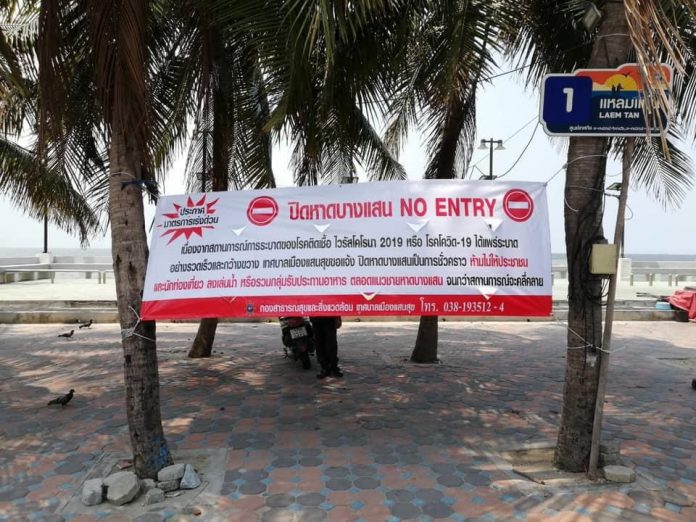 ประกาศ
มาตรการเร่งด่วน
ปิดหาดบางแสน NO ENTRY
เนื่องจากสถานการณ์การระบาดของโรคติดเชื้อ ไวรัสโคโรนา 2019 หรือ โรคโควิด-19 ได้แพร่ระบาด
อย่างรวดเร็วและกว้างขวาง เทศบาลเมืองแสนสุขขอแจ้ง ปิดหาดบางแสนเป็นการชั่วคราว ห้ามไม่ให้ประชาชน
และนักท่องเที่ยว ลงเล่นน้ำ หรือรวมกลุ่มรับประทานอาหาร ตลอดแนวชายหาดบางแสน จนกว่าสถานการณ์จะคลี่คลาย
กองสาธารณสุขและสิ่งแวดล้อม เทศบาลเมืองแสนสุข โทร. 038-193512 - 4
1
LAEM TAN